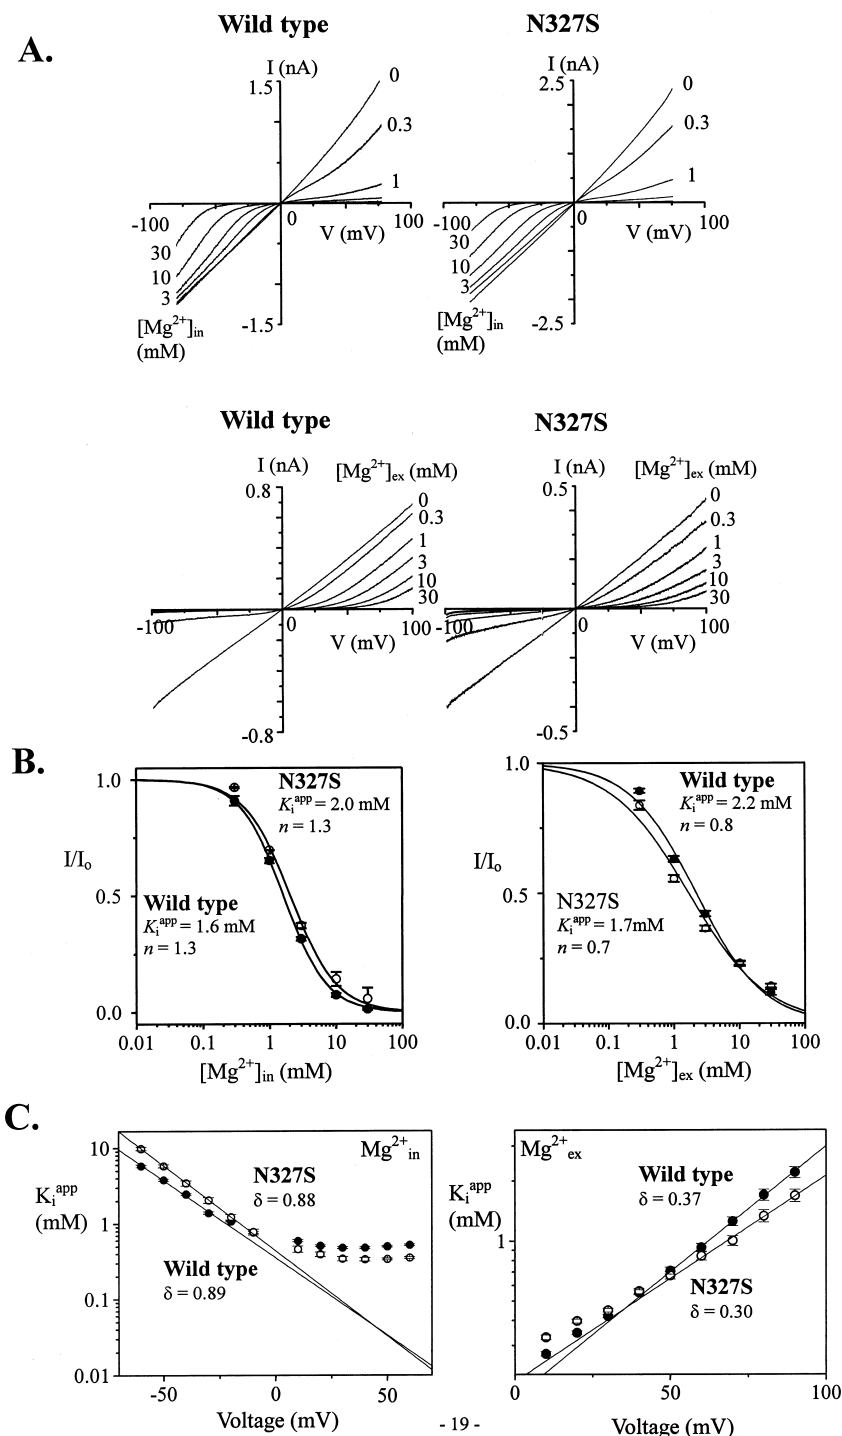 A.
Wild type
N327S
I (nA)
1.5
0
0.3
1
-100
0
100
V (mV)
30
10
3
[Mg2+]in
(mM)
-1.5
I (nA)
2.5
0
0.3
1
-100
0
100
V (mV)
30
10
3
[Mg2+]in
(mM)
-2.5
Wild type
N327S
I (nA)
[Mg2+]ex (mM)
0.8
0
0.3
1
3
10
30
-100
0
100
V (mV)
-0.8
I (nA)
[Mg2+]ex (mM)
0.5
0
0.3
1
3
10
30
-100
0
100
V (mV)
-0.5
B.
I/Io
1.0
0.5
0.0
N327S
Kiapp = 2.0 mM
n = 1.3
Wild type
Kiapp = 1.6 mM
n = 1.3
0.01
0.1
1
10
100
[Mg2+]in (mM)
I/Io
1.0
0.5
0.0
Wild type
Kiapp = 2.2 mM
n = 0.8
N327S
Kiapp = 1.7mM
n = 0.7
0.01
0.1
1
10
100
[Mg2+]ex (mM)
C.
Mg2+in
Kiapp
(mM)
10
1
0.1
0.01
N327S
δ = 0.88
Wild type
δ = 0.89
-50
0
50
Voltage (mV)
Mg2+ex
Kiapp
(mM)
1
Wild type
δ = 0.37
N327S
δ = 0.30
0
50
100
Voltage (mV)
- 19 -